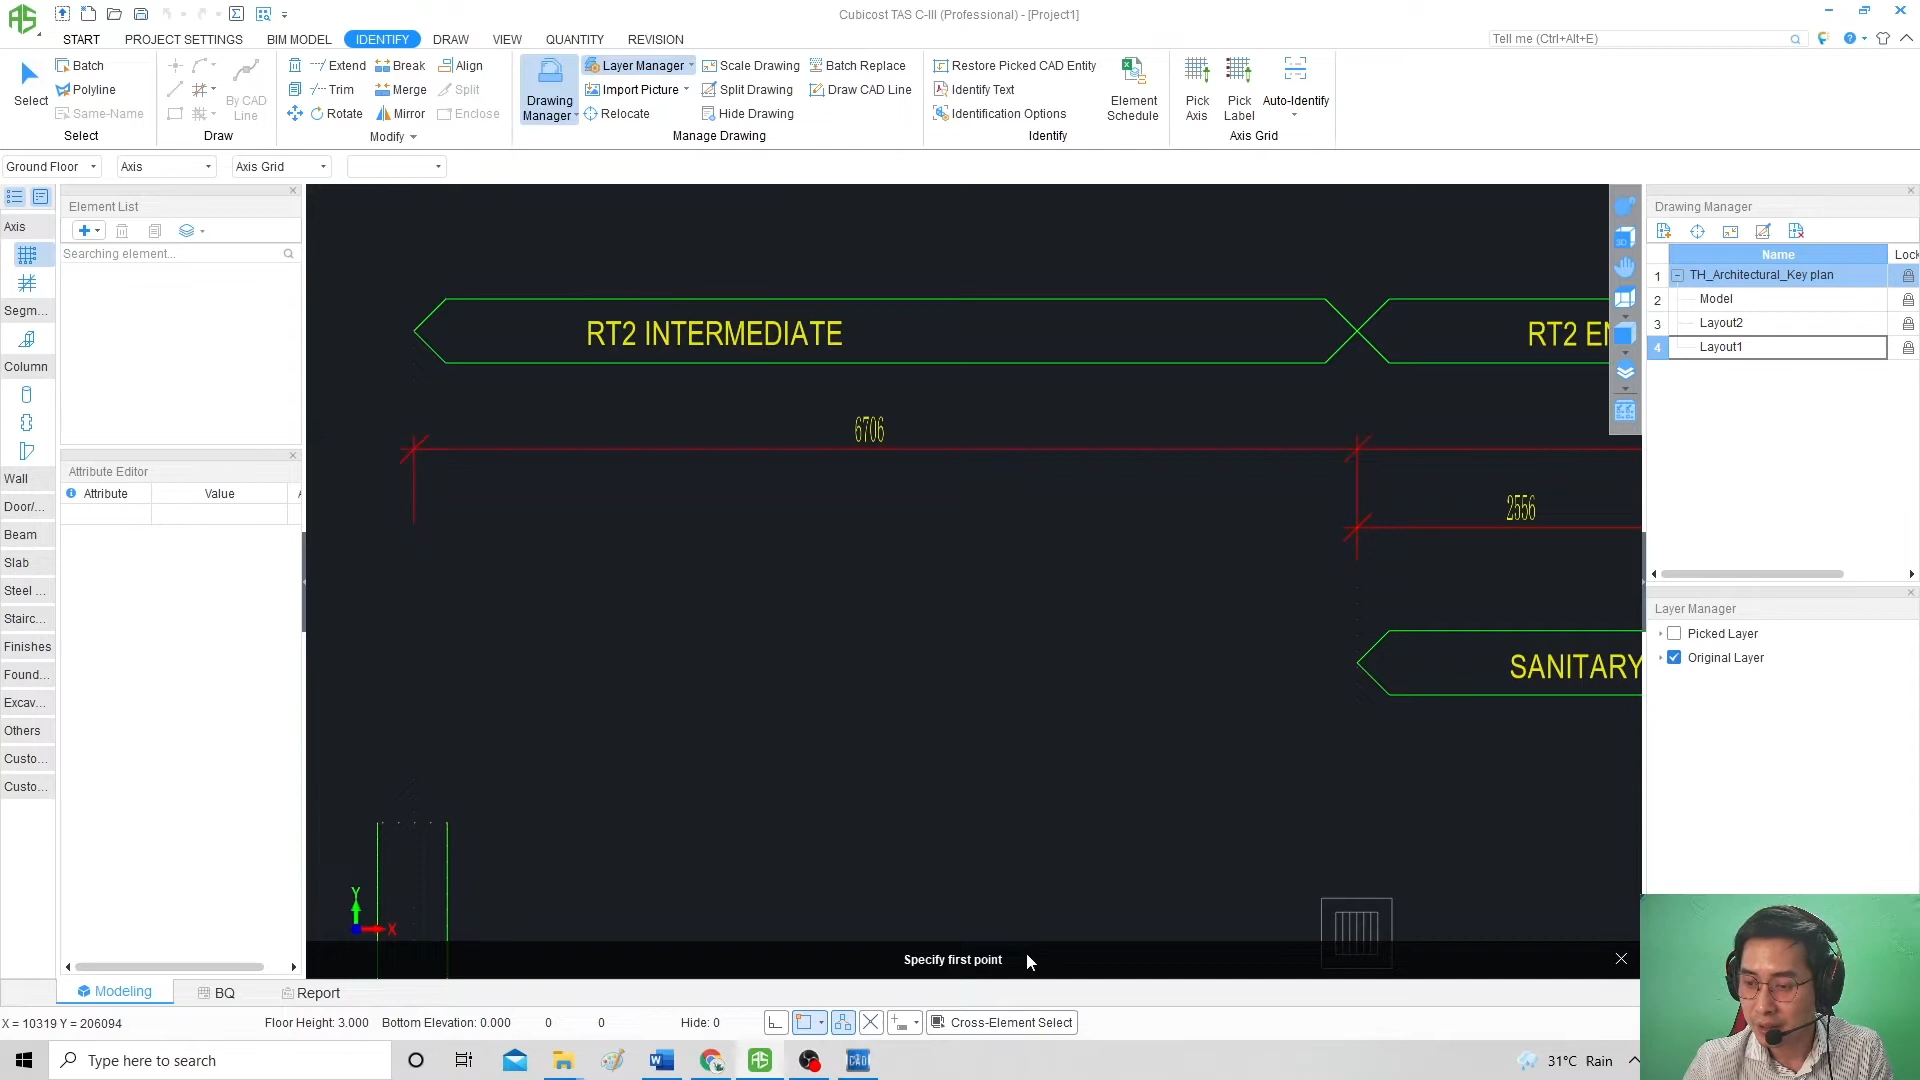 Cubicost TAS C-III (Professional) - [Project1]
START PROJECT SETTINGS BIM MODEL IDENTIFY DRAW VIEW QUANTITY REVISION
Tell me (Ctrl+Alt+E)
Select
Batch
Polyline
Same-Name
Select
By CAD Line
Draw
Extend Break Align
Trim Merge Split
Rotate Mirror Enclose
Modify
Drawing Manager
Layer Manager Scale Drawing Batch Replace
Import Picture Split Drawing Draw CAD Line
Relocate Hide Drawing
Manage Drawing
Restore Picked CAD Entity
Identify Text
Identification Options
Element Schedule
Identify
Pick Axis
Pick Label
Auto-Identify
Axis Grid
Ground Floor Axis Axis Grid
Axis
Segm...
Column
Wall
Door/...
Beam
Slab
Steel ...
Stairc...
Finishes
Found...
Excav...
Others
Custo...
Custo...
Element List
Searching element...
Attribute Editor
Attribute Value
RT2 INTERMEDIATE
RT2
6706
2556
SANITARY
Y
X
3D
Specify first point
Drawing Manager
Name Lock
1 TH_Architectural_Key plan
2 Model
3 Layout2
4 Layout1
Layer Manager
Picked Layer
Original Layer
Modeling BQ Report
X = 10319 Y = 206094 Floor Height: 3.000 Bottom Elevation: 0.000 0 0 Hide: 0 Cross-Element Select
Type here to search
31°C Rain